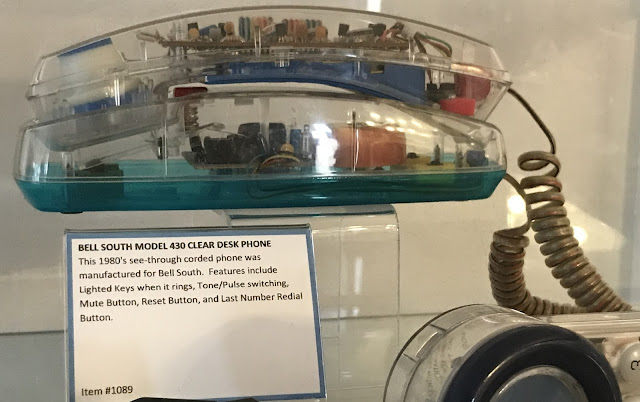 BELL SOUTH MODEL 430 CLEAR DESK PHONE
This 1980's see-through corded phone was
manufactured for Bell South.  Features include
Lighted Keys when it rings, Tone/Pulse switching,
Mute Button, Reset Button, and Last Number Redial
Button.
Item #1089